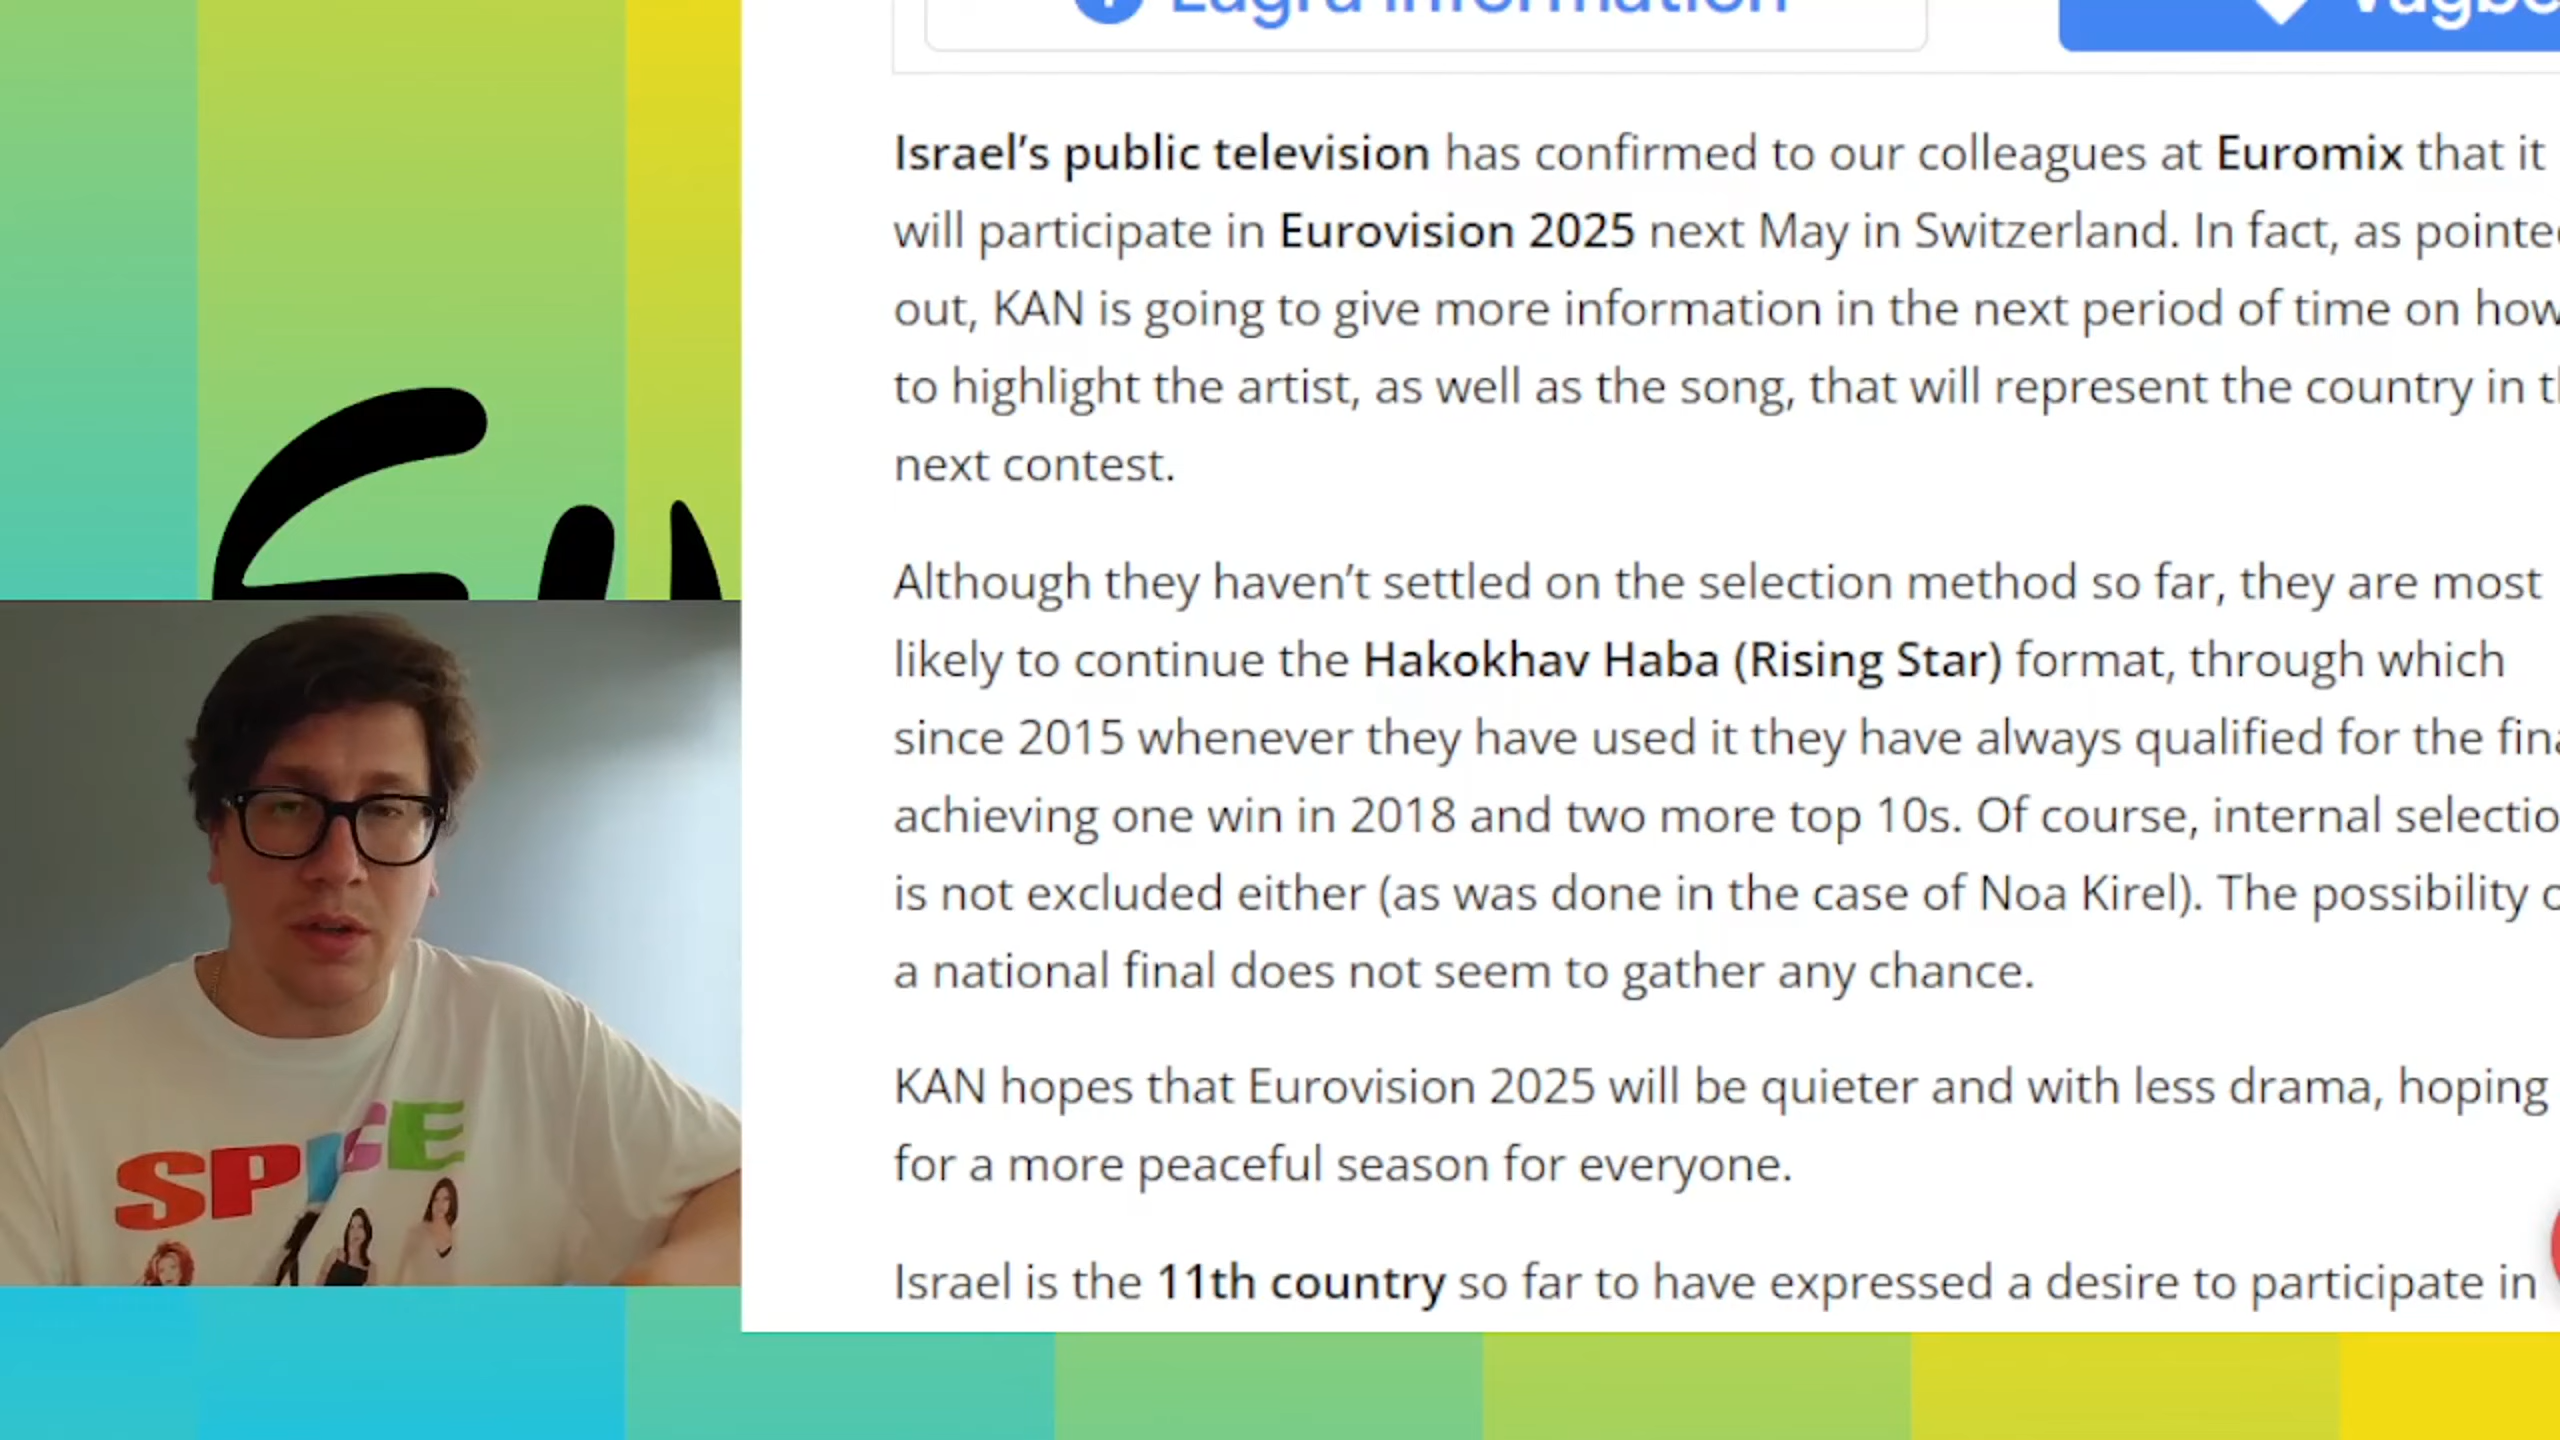 Lägra information
Israel’s public television has confirmed to our colleagues at Euromix that it
will participate in Eurovision 2025 next May in Switzerland. In fact, as pointed
out, KAN is going to give more information in the next period of time on how
to highlight the artist, as well as the song, that will represent the country in
next contest.
Although they haven’t settled on the selection method so far, they are most
likely to continue the Hakokhav Haba (Rising Star) format, through which
since 2015 whenever they have used it they have always qualified for the
achieving one win in 2018 and two more top 10s. Of course, internal
is not excluded either (as was done in the case of Noa Kirel). The possibility
a national final does not seem to gather any chance.
KAN hopes that Eurovision 2025 will be quieter and with less drama, hoping
for a more peaceful season for everyone.
Israel is the 11th country so far to have expressed a desire to participate in
SPICE